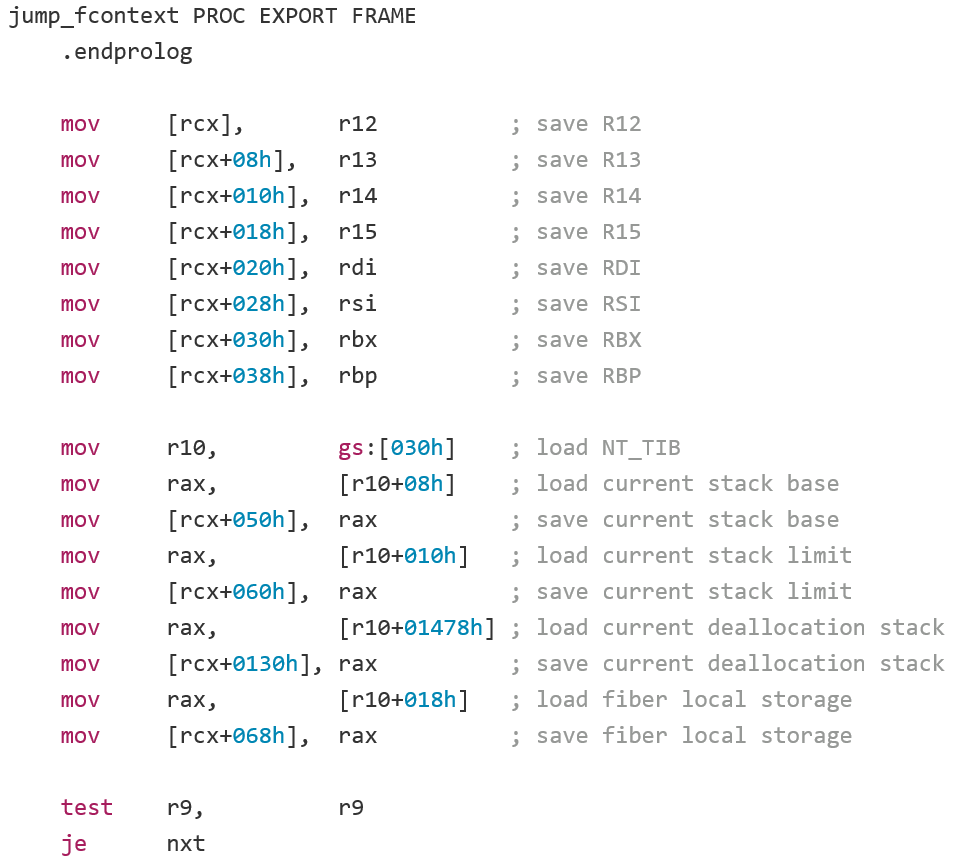 jump_fcontext PROC EXPORT FRAME
    .endprolog

    mov     [rcx],       r12          ; save R12
    mov     [rcx+08h],   r13          ; save R13
    mov     [rcx+010h],  r14          ; save R14
    mov     [rcx+018h],  r15          ; save R15
    mov     [rcx+020h],  rdi          ; save RDI
    mov     [rcx+028h],  rsi          ; save RSI
    mov     [rcx+030h],  rbx          ; save RBX
    mov     [rcx+038h],  rbp          ; save RBP

    mov     r10,         gs:[030h]    ; load NT_TIB
    mov     rax,         [r10+08h]    ; load current stack base
    mov     [rcx+050h],  rax          ; save current stack base
    mov     rax,         [r10+010h]   ; load current stack limit
    mov     [rcx+060h],  rax          ; save current stack limit
    mov     rax,         [r10+01478h] ; load current deallocation stack
    mov     [rcx+0130h], rax          ; save current deallocation stack
    mov     rax,         [r10+018h]   ; load fiber local storage
    mov     [rcx+068h],  rax          ; save fiber local storage

    test    r9,          r9
    je      nxt